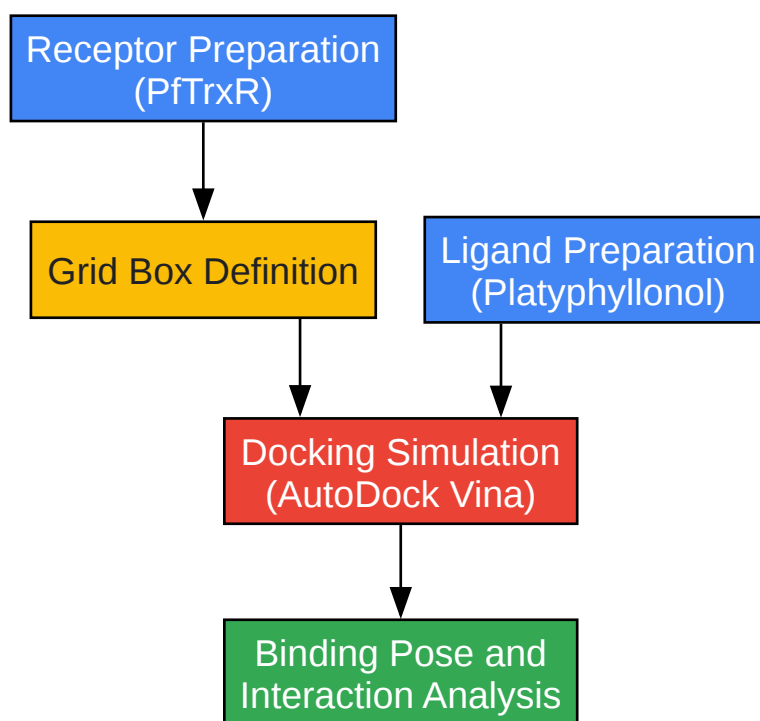 Receptor Preparation
(PfTrxR)
Grid Box Definition
Ligand Preparation
(Platyphyllonol)
Docking Simulation
(AutoDock Vina)
Binding Pose and
Interaction Analysis